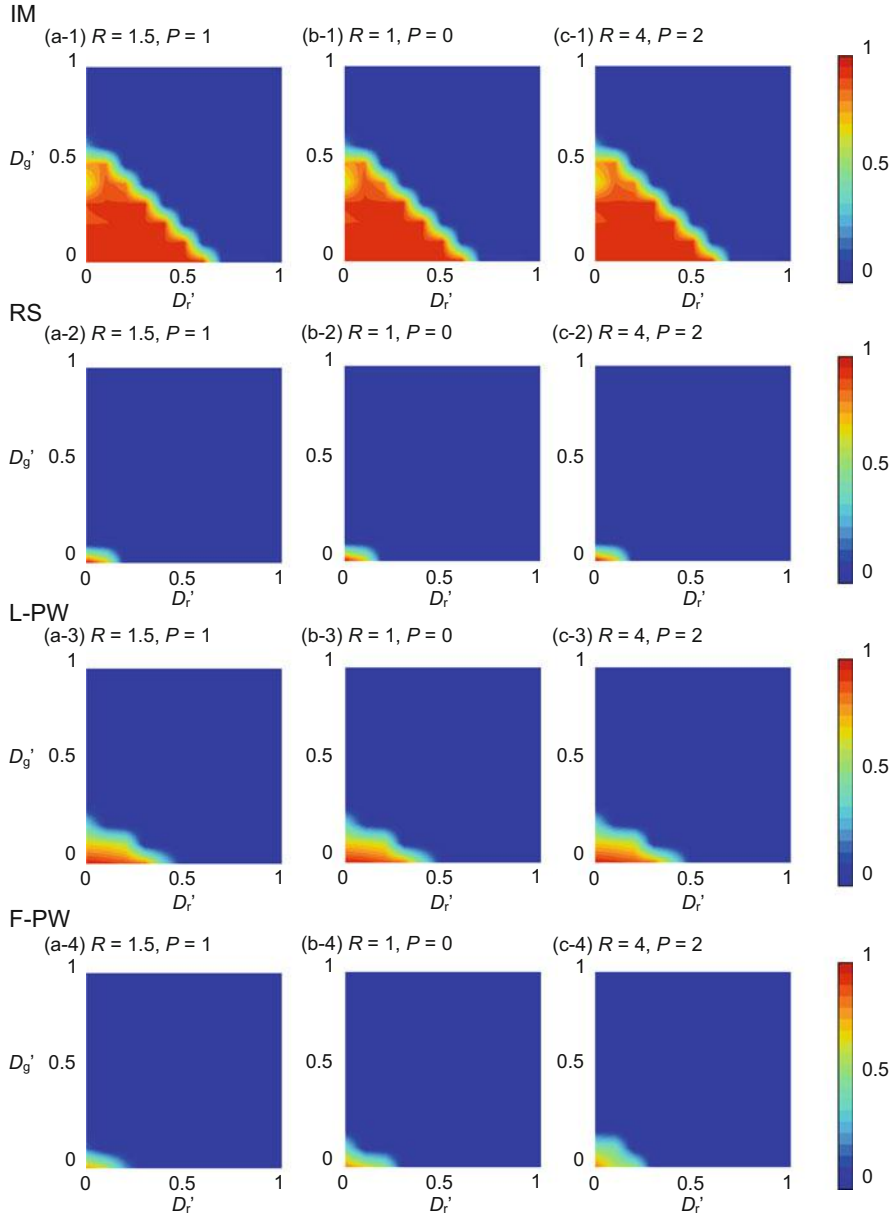 IM
(a-1) R = 1.5, P = 1 (b-1) R = 1, P = 0 (c-1) R = 4, P = 2
1 1 1 1
Dg' 0.5 0.5 0.5 0.5
0 0 0 0
0 0.5 1 0 0.5 1 0 0.5 1
Dr' Dr' Dr'
RS
(a-2) R = 1.5, P = 1 (b-2) R = 1, P = 0 (c-2) R = 4, P = 2
1 1 1 1
Dg' 0.5 0.5 0.5 0.5
0 0 0 0
0 0.5 1 0 0.5 1 0 0.5 1
Dr' Dr' Dr'
L-PW
(a-3) R = 1.5, P = 1 (b-3) R = 1, P = 0 (c-3) R = 4, P = 2
1 1 1 1
Dg' 0.5 0.5 0.5 0.5
0 0 0 0
0 0.5 1 0 0.5 1 0 0.5 1
Dr' Dr' Dr'
F-PW
(a-4) R = 1.5, P = 1 (b-4) R = 1, P = 0 (c-4) R = 4, P = 2
1 1 1 1
Dg' 0.5 0.5 0.5 0.5
0 0 0 0
0 0.5 1 0 0.5 1 0 0.5 1
Dr' Dr' Dr'